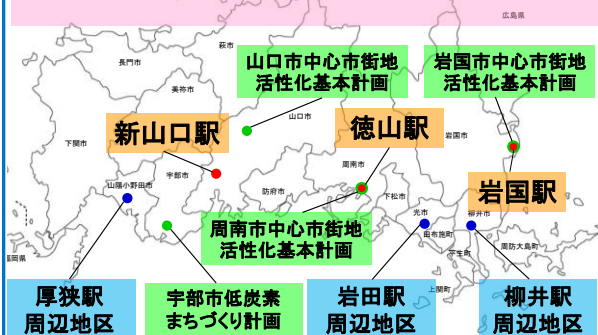 広島県
萩市
長門市
美祢市
山口市中心市街地
活性化基本計画
岩国市中心市街地
活性化基本計画
山口市
新山口駅
徳山駅
下関市
岩国市
宇部市
周南市
山陽小野田市
防府市
下松市
岩国駅
光市
柳井市
周南市中心市街地
活性化基本計画
田布施町
周防大島町
平生町
福岡県
上関町
厚狭駅
周辺地区
宇部市低炭素
まちづくり計画
岩田駅
周辺地区
柳井駅
周辺地区